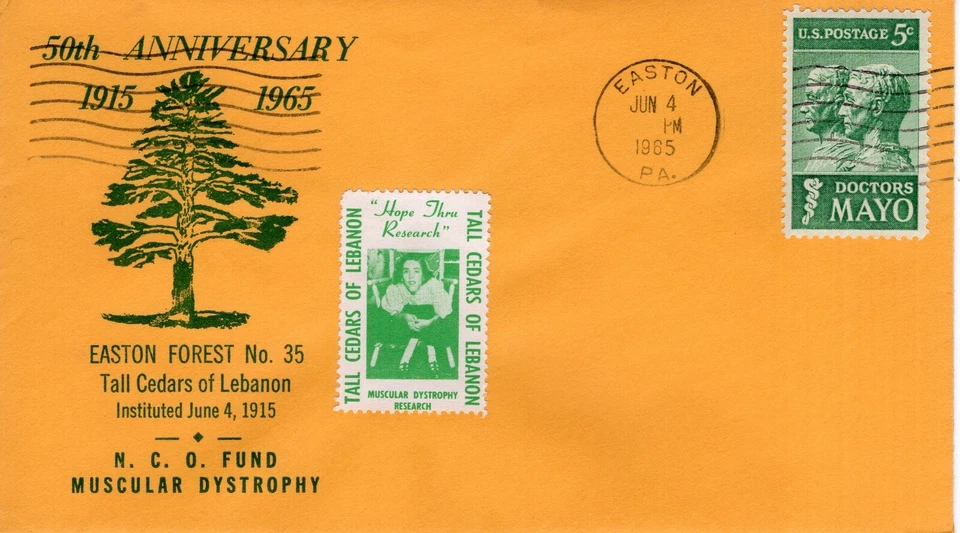 50th ANNIVERSARY
1915 1965
EASTON FOREST No. 35
Tall Cedars of Lebanon
Instituted June 4, 1915
N. C. O. FUND
MUSCULAR DYSTROPHY
"Hope Thru
Research"
TALL CEDARS OF LEBANON
TALL CEDARS OF LEBANON
MUSCULAR DYSTROPHY
RESEARCH
EASTON
JUN 4
PM
1965
PA.
U.S. POSTAGE 5c
DOCTORS
MAYO